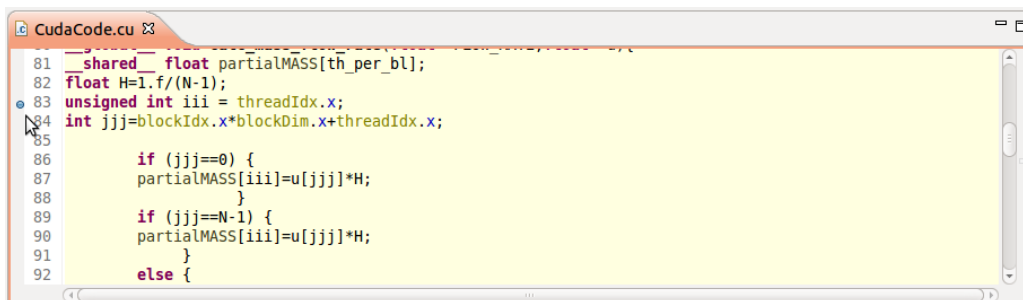 CudaCode.cu
81 __shared__ float partialMASS[th_per_bl];
82 float H=1.f/(N-1);
83 unsigned int iii = threadIdx.x;
84 int jjj=blockIdx.x*blockDim.x+threadIdx.x;
85
86 if (jjj==0) {
87 partialMASS[iii]=u[jjj]*H;
88 }
89 if (jjj==N-1) {
90 partialMASS[iii]=u[jjj]*H;
91 }
92 else {